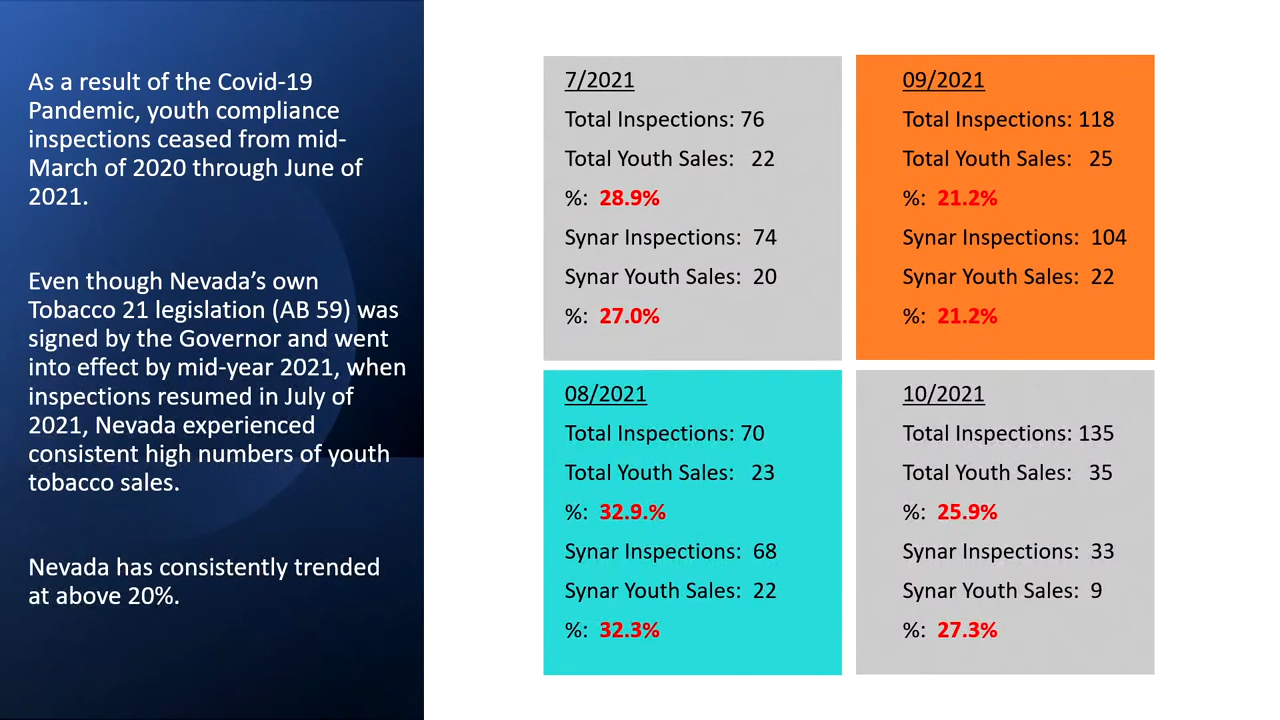 As a result of the Covid-19
Pandemic, youth compliance
inspections ceased from mid-
March of 2020 through June of
2021.
Even though Nevada’s own
Tobacco 21 legislation (AB 59) was
signed by the Governor and went
into effect by mid-year 2021, when
inspections resumed in July of
2021, Nevada experienced
consistent high numbers of youth
tobacco sales.
Nevada has consistently trended
at above 20%.
7/2021
Total Inspections: 76
Total Youth Sales: 22
%: 28.9%
Synar Inspections: 74
Synar Youth Sales: 20
%: 27.0%
08/2021
Total Inspections: 70
Total Youth Sales: 23
%: 32.9.%
Synar Inspections: 68
Synar Youth Sales: 22
%: 32.3%
09/2021
Total Inspections: 118
Total Youth Sales: 25
%: 21.2%
Synar Inspections: 104
Synar Youth Sales: 22
%: 21.2%
10/2021
Total Inspections: 135
Total Youth Sales: 35
%: 25.9%
Synar Inspections: 33
Synar Youth Sales: 9
%: 27.3%